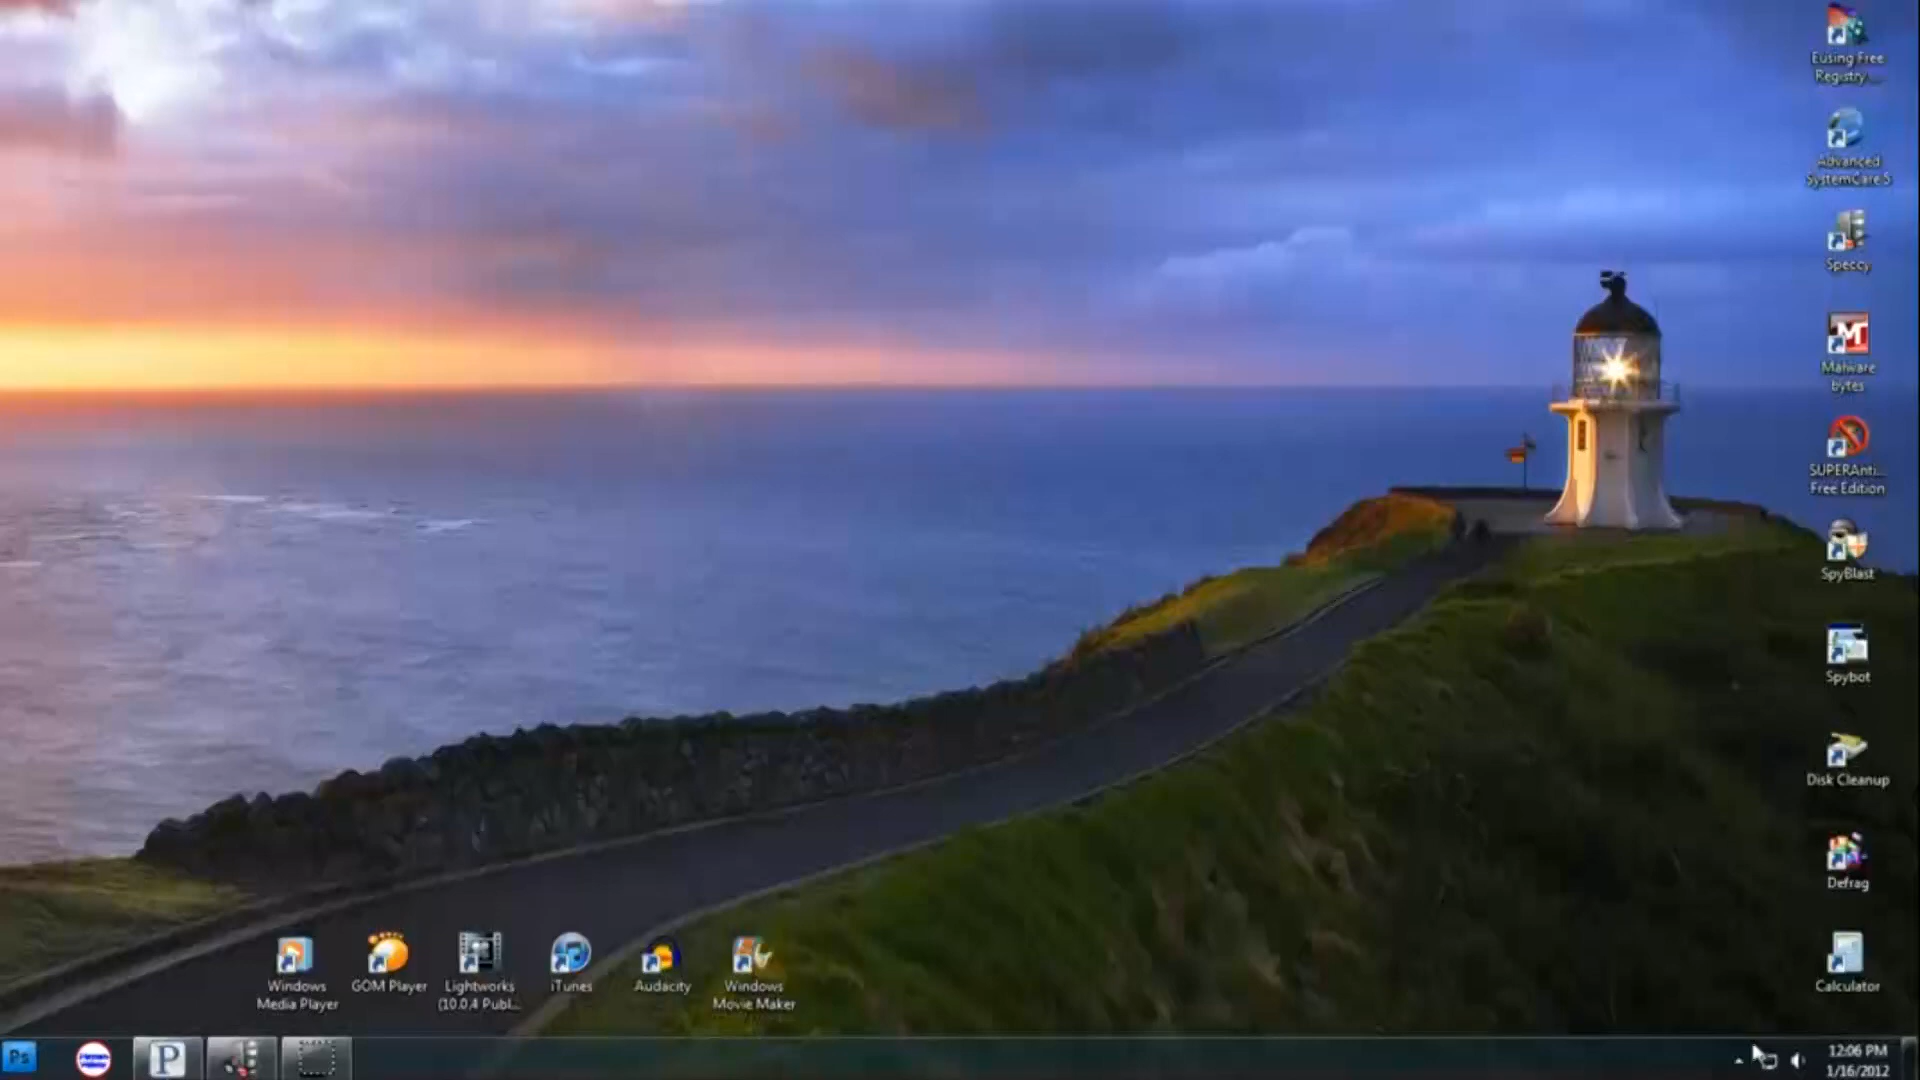 Eusing Free
Registry ...
Advanced
SystemCare 5
Speccy
Malware
bytes
SUPERAnti...
Free Edition
SpyBlast
Spybot
Disk Cleanup
Defrag
Calculator
Windows
Media Player
GOM Player
Lightworks
(10.0.4 Publ...
iTunes
Audacity
Windows
Movie Maker
Ps
P
12:06 PM
1/16/2012